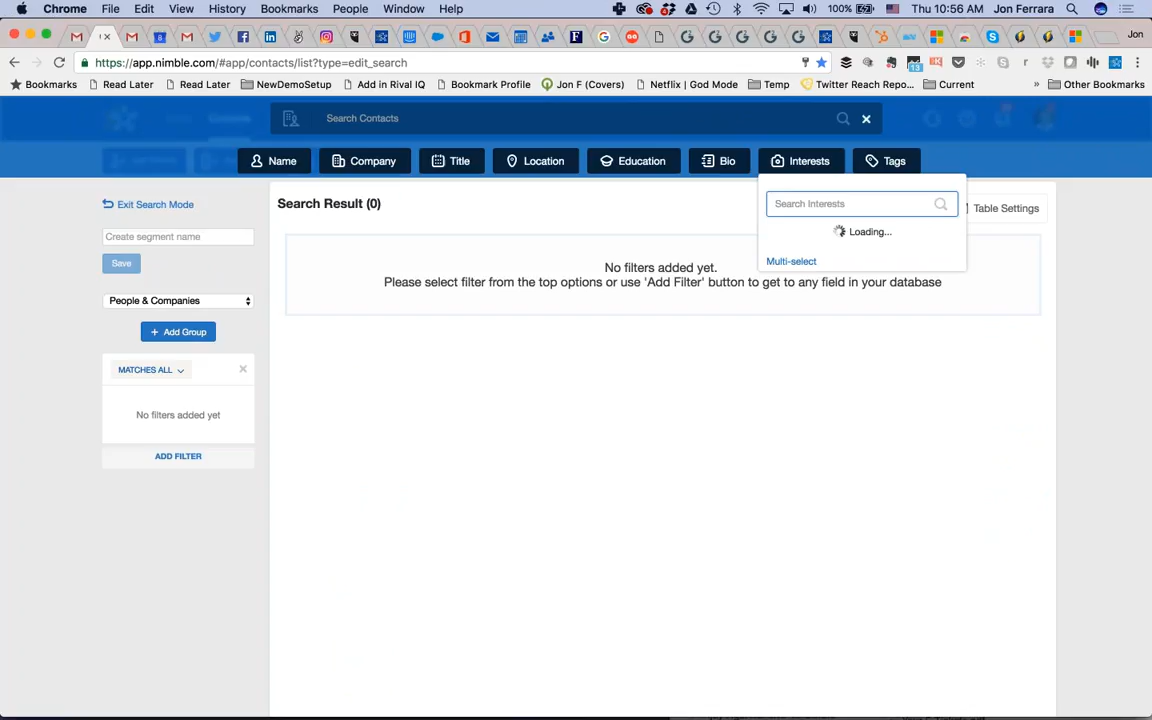 Chrome File Edit View History Bookmarks People Window Help 100% Thu 10:56 AM Jon Ferrara
Jon
https://app.nimble.com/#app/contacts/list?type=edit_search 13
Bookmarks Read Later Read Later NewDemoSetup Add in Rival IQ Bookmark Profile Jon F (Covers) Netflix | God Mode Temp Twitter Reach Repo... Current » Other Bookmarks
Search Contacts
Name Company Title Location Education Bio Interests Tags
Exit Search Mode Search Result (0) Search Interests Table Settings
Create segment name Loading...
Save Multi-select
No filters added yet.
Please select filter from the top options or use 'Add Filter' button to get to any field in your database
People & Companies
+ Add Group
MATCHES ALL
No filters added yet
ADD FILTER